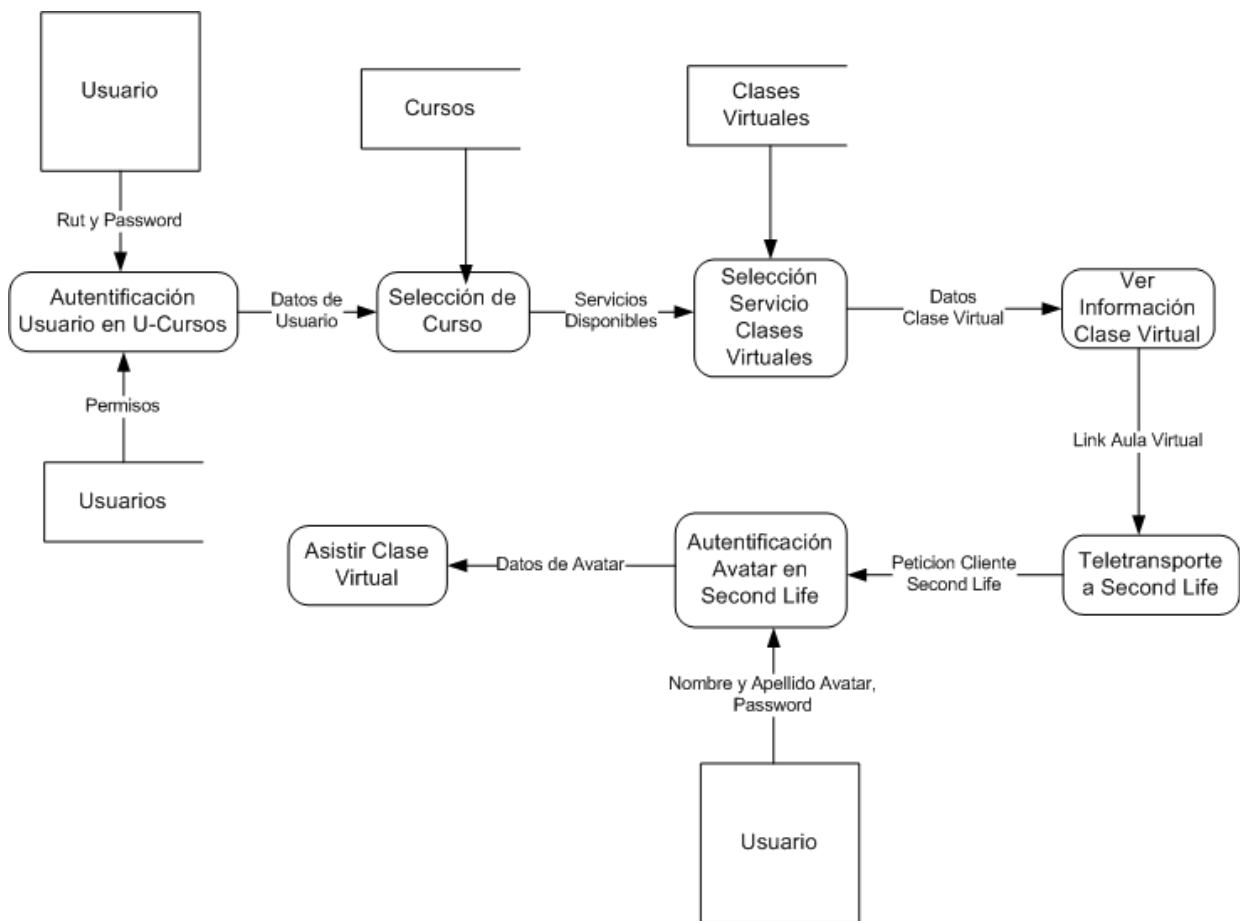 Usuario
Cursos
Clases
Virtuales
Rut y Password
Autentificación
Usuario en U-Cursos
Datos de
Usuario
Selección de
Curso
Servicios
Disponibles
Selección
Servicio
Clases
Virtuales
Datos
Clase Virtual
Ver
Información
Clase Virtual
Permisos
Usuarios
Link Aula Virtual
Asistir Clase
Virtual
Datos de Avatar
Autentificación
Avatar en
Second Life
Peticion Cliente
Second Life
Teletransporte
a Second Life
Nombre y Apellido Avatar,
Password
Usuario